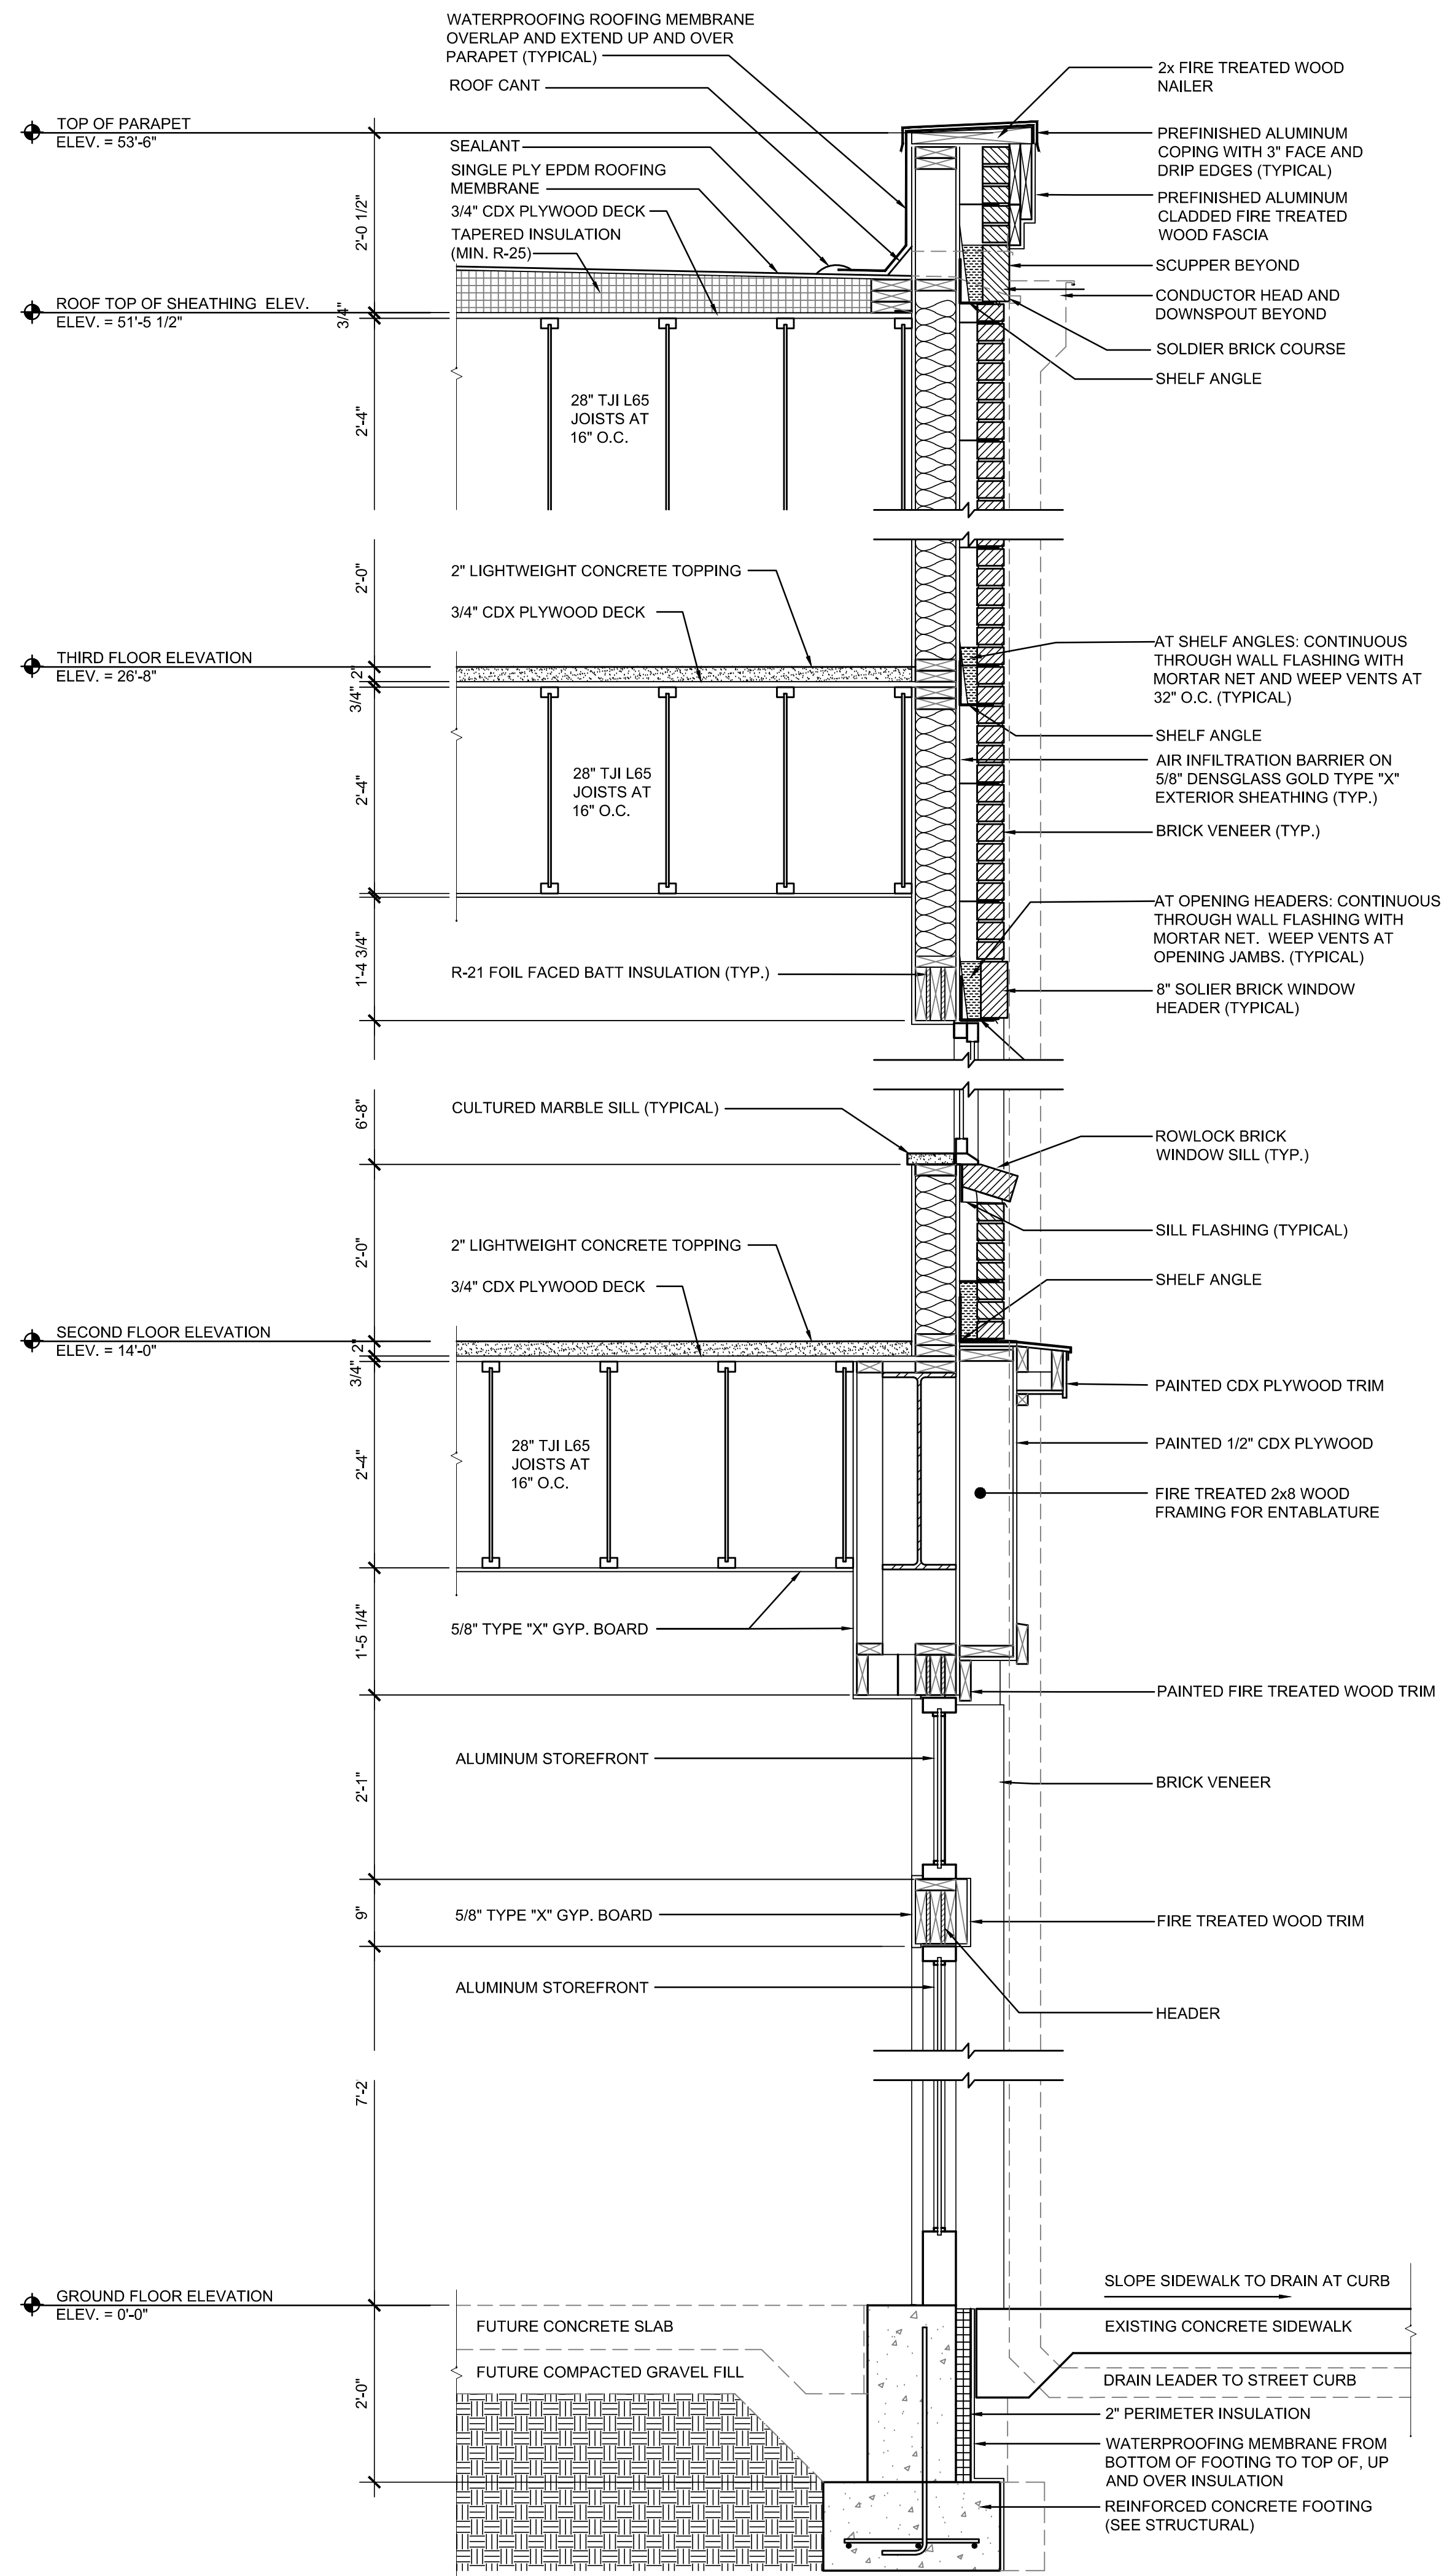 WATERPROOFING ROOFING MEMBRANE
OVERLAP AND EXTEND UP AND OVER
PARAPET (TYPICAL)
ROOF CANT
2x FIRE TREATED WOOD
NAILER
TOP OF PARAPET
ELEV. = 53'-6"
SEALANT
SINGLE PLY EPDM ROOFING
MEMBRANE
3/4" CDX PLYWOOD DECK
TAPERED INSULATION
(MIN. R-25)
PREFINISHED ALUMINUM
COPING WITH 3" FACE AND
DRIP EDGES (TYPICAL)
PREFINISHED ALUMINUM
CLADDED FIRE TREATED
WOOD FASCIA
SCUPPER BEYOND
CONDUCTOR HEAD AND
DOWNSPOUT BEYOND
SOLDIER BRICK COURSE
SHELF ANGLE
2'-0 1/2"
ROOF TOP OF SHEATHING ELEV.
ELEV. = 51'-5 1/2"
3/4"
2'-4"
28" TJI L65
JOISTS AT
16" O.C.
2'-0"
2" LIGHTWEIGHT CONCRETE TOPPING
3/4" CDX PLYWOOD DECK
THIRD FLOOR ELEVATION
ELEV. = 26'-8"
2"
3/4"
AT SHELF ANGLES: CONTINUOUS
THROUGH WALL FLASHING WITH
MORTAR NET AND WEEP VENTS AT
32" O.C. (TYPICAL)
SHELF ANGLE
AIR INFILTRATION BARRIER ON
5/8" DENSGLASS GOLD TYPE "X"
EXTERIOR SHEATHING (TYP.)
BRICK VENEER (TYP.)
2'-4"
28" TJI L65
JOISTS AT
16" O.C.
AT OPENING HEADERS: CONTINUOUS
THROUGH WALL FLASHING WITH
MORTAR NET. WEEP VENTS AT
OPENING JAMBS. (TYPICAL)
1'-4 3/4"
R-21 FOIL FACED BATT INSULATION (TYP.)
8" SOLIER BRICK WINDOW
HEADER (TYPICAL)
6'-8"
CULTURED MARBLE SILL (TYPICAL)
ROWLOCK BRICK
WINDOW SILL (TYP.)
SILL FLASHING (TYPICAL)
SHELF ANGLE
2'-0"
2" LIGHTWEIGHT CONCRETE TOPPING
3/4" CDX PLYWOOD DECK
SECOND FLOOR ELEVATION
ELEV. = 14'-0"
2"
3/4"
PAINTED CDX PLYWOOD TRIM
PAINTED 1/2" CDX PLYWOOD
FIRE TREATED 2x8 WOOD
FRAMING FOR ENTABLATURE
2'-4"
28" TJI L65
JOISTS AT
16" O.C.
1'-5 1/4"
5/8" TYPE "X" GYP. BOARD
PAINTED FIRE TREATED WOOD TRIM
2'-1"
ALUMINUM STOREFRONT
BRICK VENEER
9"
5/8" TYPE "X" GYP. BOARD
FIRE TREATED WOOD TRIM
ALUMINUM STOREFRONT
HEADER
7'-2
GROUND FLOOR ELEVATION
ELEV. = 0'-0"
SLOPE SIDEWALK TO DRAIN AT CURB
FUTURE CONCRETE SLAB
EXISTING CONCRETE SIDEWALK
FUTURE COMPACTED GRAVEL FILL
DRAIN LEADER TO STREET CURB
2'-0"
2" PERIMETER INSULATION
WATERPROOFING MEMBRANE FROM
BOTTOM OF FOOTING TO TOP OF, UP
AND OVER INSULATION
REINFORCED CONCRETE FOOTING
(SEE STRUCTURAL)